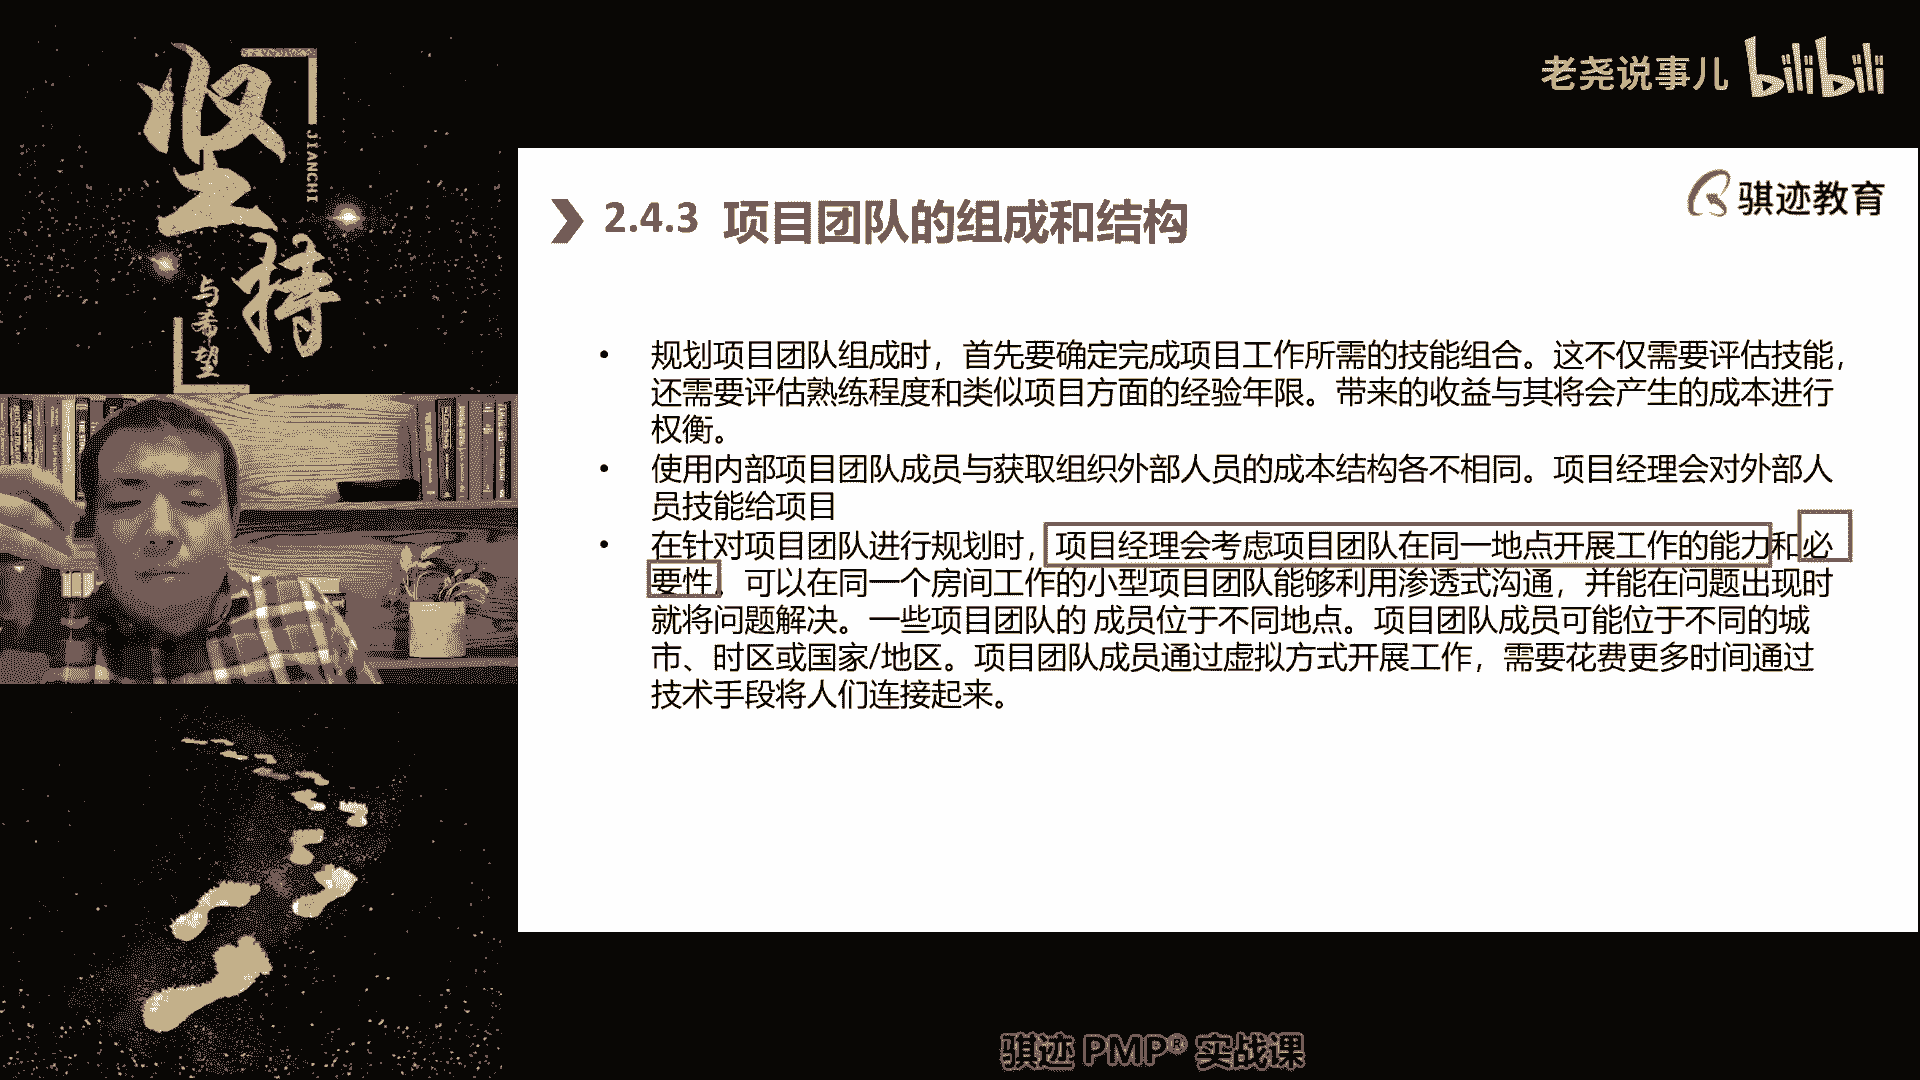 坚持
JIANCHI
与希望
老尧说事儿 bilibili
骐迹教育
2.4.3 项目团队的组成和结构
• 规划项目团队组成时，首先要确定完成项目工作所需的技能组合。这不仅需要评估技能，
还需要评估熟练程度和类似项目方面的经验年限。带来的收益与其将会产生的成本进行
权衡。
• 使用内部项目团队成员与获取组织外部人员的成本结构各不相同。项目经理会对外部人
员技能给项目
• 在针对项目团队进行规划时，项目经理会考虑项目团队在同一地点开展工作的能力和必
要性。可以在同一个房间工作的小型项目团队能够利用渗透式沟通，并能在问题出现时
就将问题解决。一些项目团队的 成员位于不同地点。项目团队成员可能位于不同的城
市、时区或国家/地区。项目团队成员通过虚拟方式开展工作，需要花费更多时间通过
技术手段将人们连接起来。
骐迹 PMP® 实战课